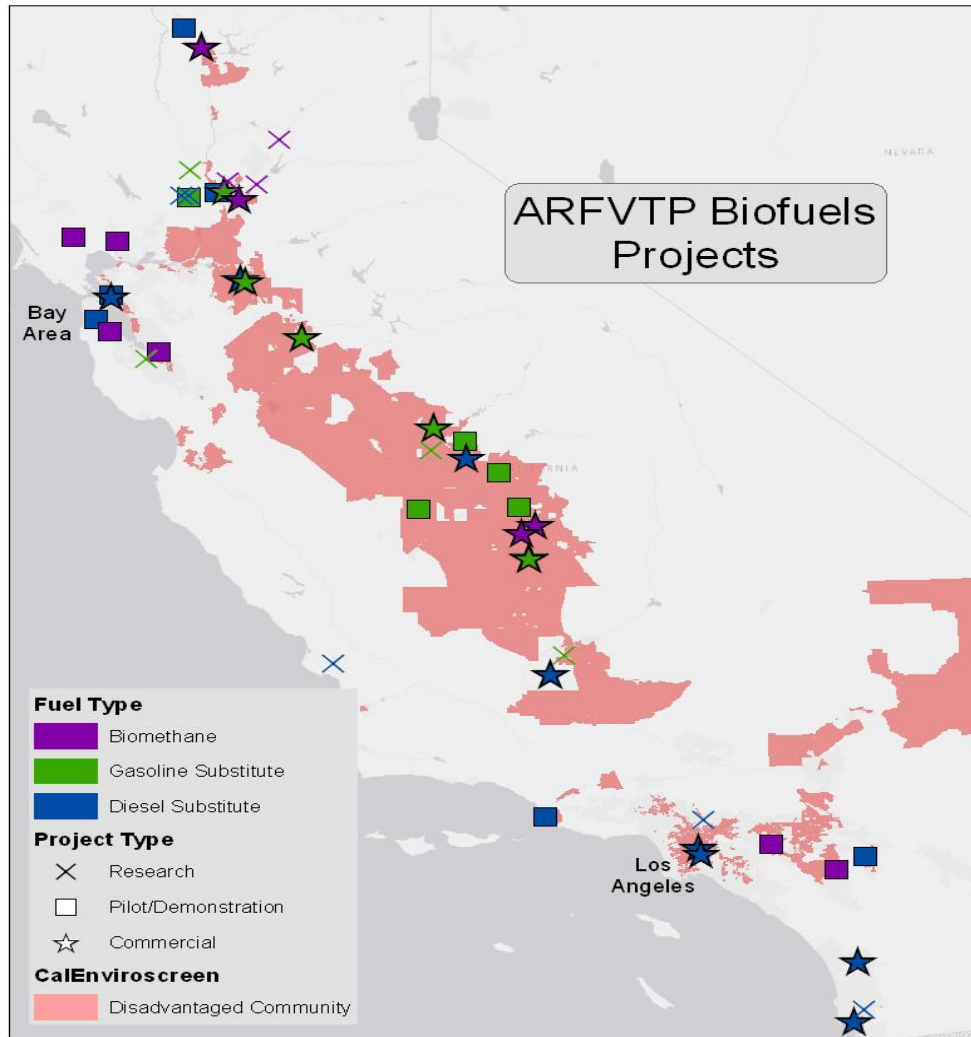 ARFVTP Biofuels
Projects
NEVADA
Bay
Area
Los
Angeles
Fuel Type
Biomethane
Gasoline Substitute
Diesel Substitute
Project Type
Research
Pilot/Demonstration
Commercial
CalEnviroscreen
Disadvantaged Community